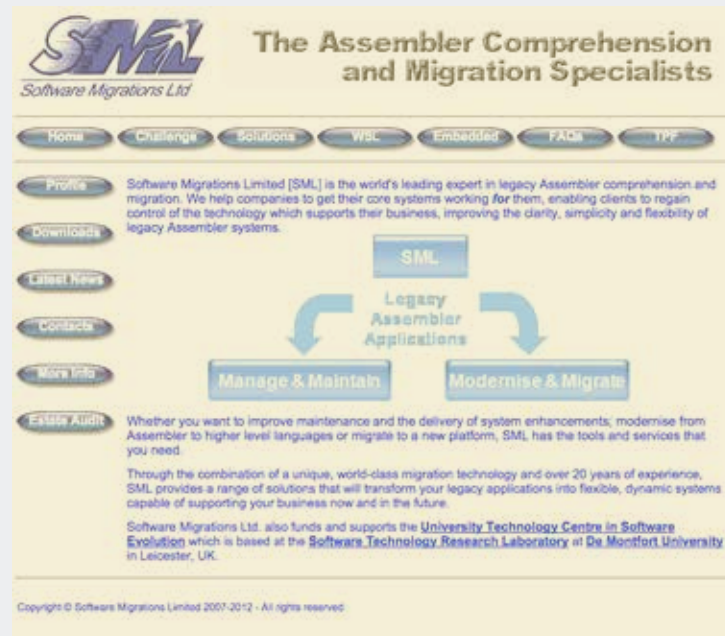 SML
Software Migrations Ltd
The Assembler Comprehension
and Migration Specialists
Home Challenge Solutions WSL Embedded FAQs TPF
Profile
Downloads
Latest News
Contacts
More Info
Estate Audit
Software Migrations Limited [SML] is the world's leading expert in legacy Assembler comprehension and
migration. We help companies to get their core systems working for them, enabling clients to regain
control of the technology which supports their business, improving the clarity, simplicity and flexibility of
legacy Assembler systems.
SML
Legacy
Assembler
Applications
Manage & Maintain
Modernise & Migrate
Whether you want to improve maintenance and the delivery of system enhancements; modernise from
Assembler to higher level languages or migrate to a new platform, SML has the tools and services that
you need.
Through the combination of a unique, world-class migration technology and over 20 years of experience,
SML provides a range of solutions that will transform your legacy applications into flexible, dynamic systems
capable of supporting your business now and in the future.
Software Migrations Ltd. also funds and supports the University Technology Centre in Software
Evolution which is based at the Software Technology Research Laboratory at De Montfort University
in Leicester, UK.
Copyright © Software Migrations Limited 2007-2012 - All rights reserved